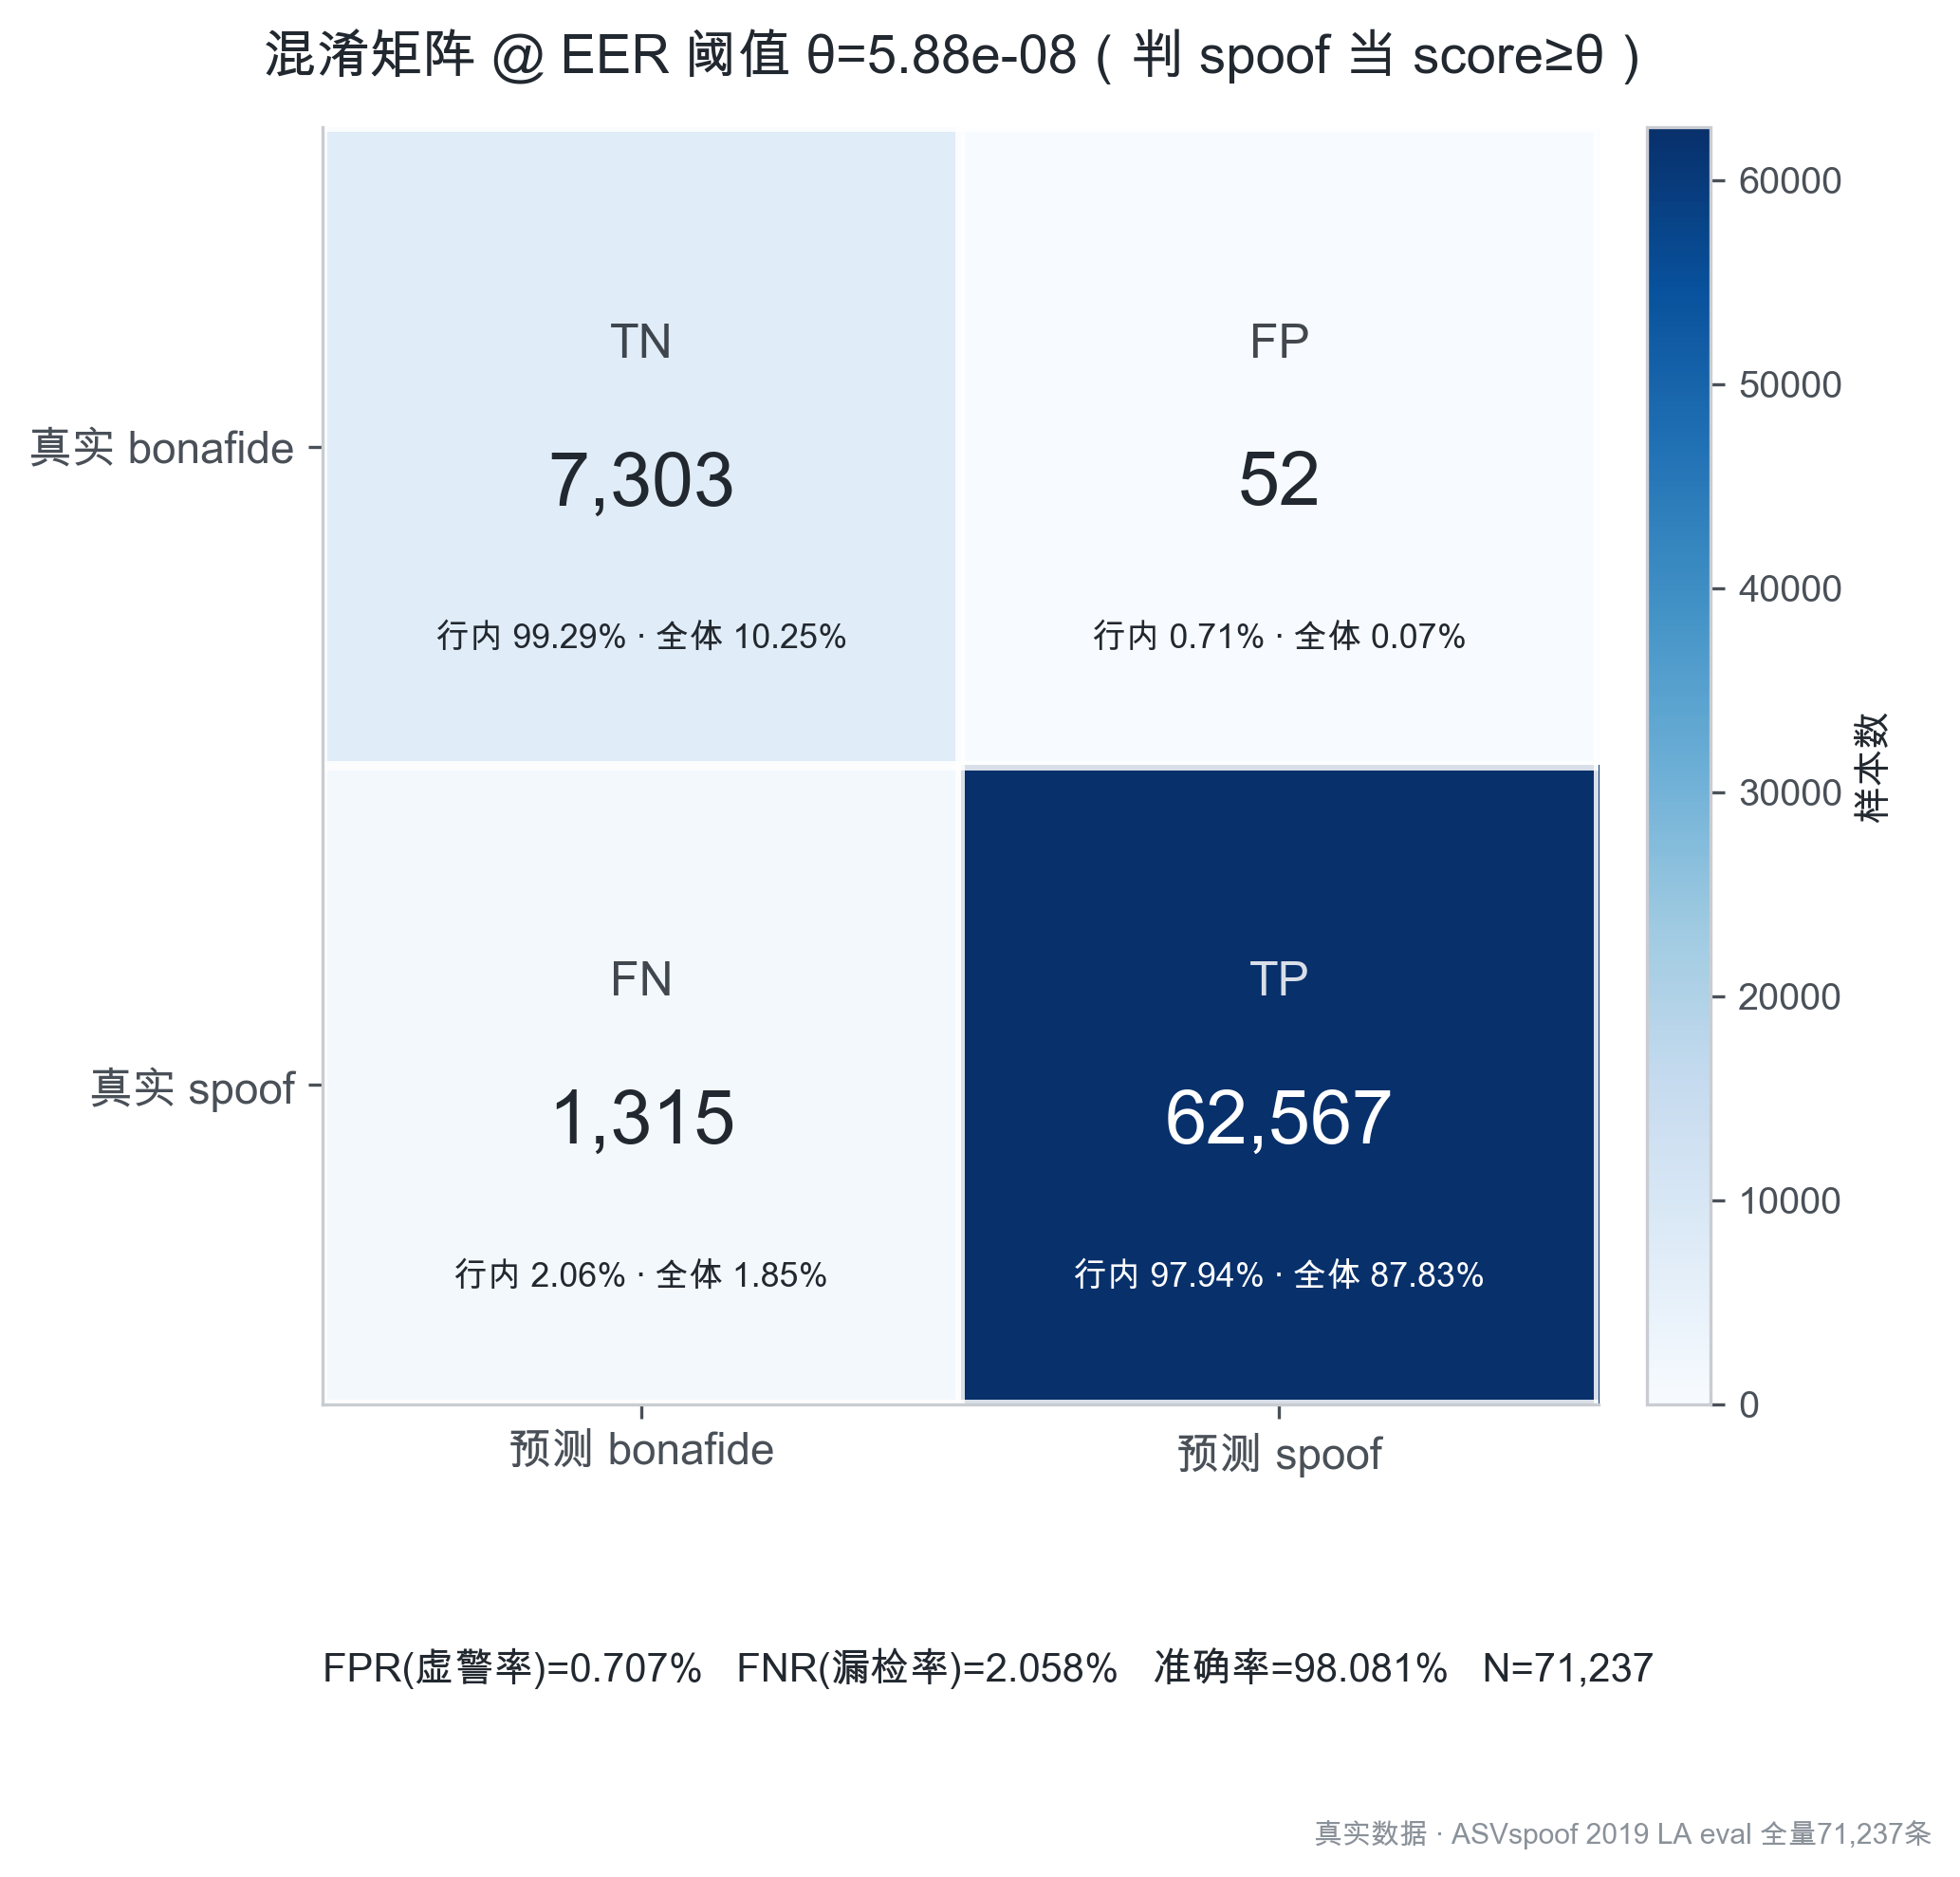 混淆矩阵 @ EER 阈值 θ=5.88e-08 ( 判 spoof 当 score≥θ )
真实 bonafide
TN
7,303
行内 99.29% · 全体 10.25%
FP
52
行内 0.71% · 全体 0.07%
真实 spoof
FN
1,315
行内 2.06% · 全体 1.85%
TP
62,567
行内 97.94% · 全体 87.83%
预测 bonafide
预测 spoof
60000
50000
40000
30000
20000
10000
0
样本数
FPR(虚警率)=0.707% FNR(漏检率)=2.058% 准确率=98.081% N=71,237
真实数据 · ASVspoof 2019 LA eval 全量71,237条